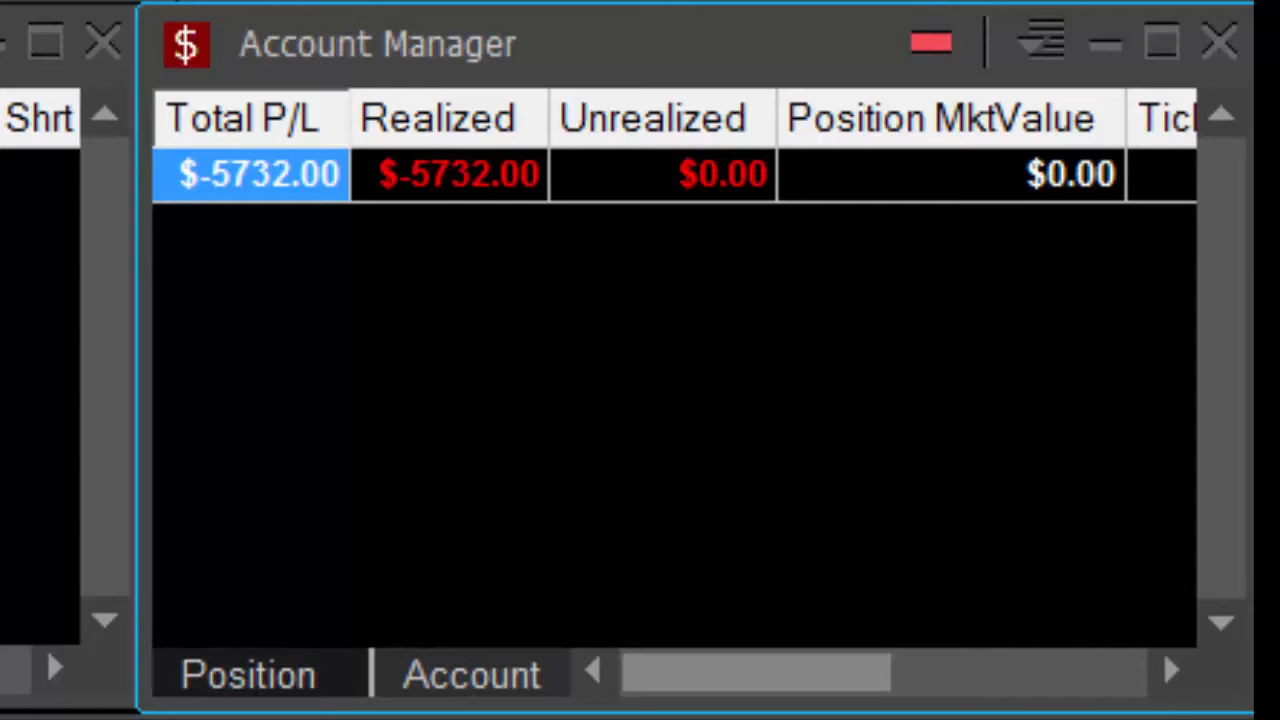 $ Account Manager
Shrt Total P/L Realized Unrealized Position MktValue
$-5732.00 $-5732.00 $0.00 $0.00
Position Account